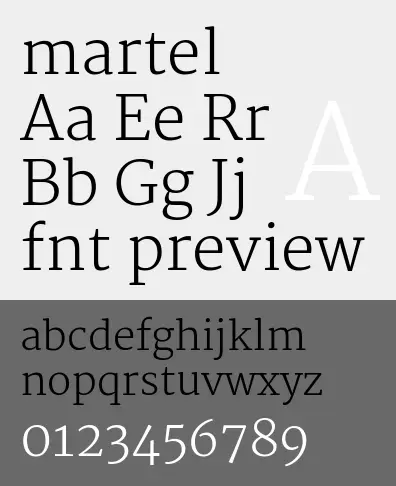 martel
Aa Ee Rr
A
Bb Gg Jj
fnt preview
abcdefghijklm
nopqrstuvwxyz
0123456789